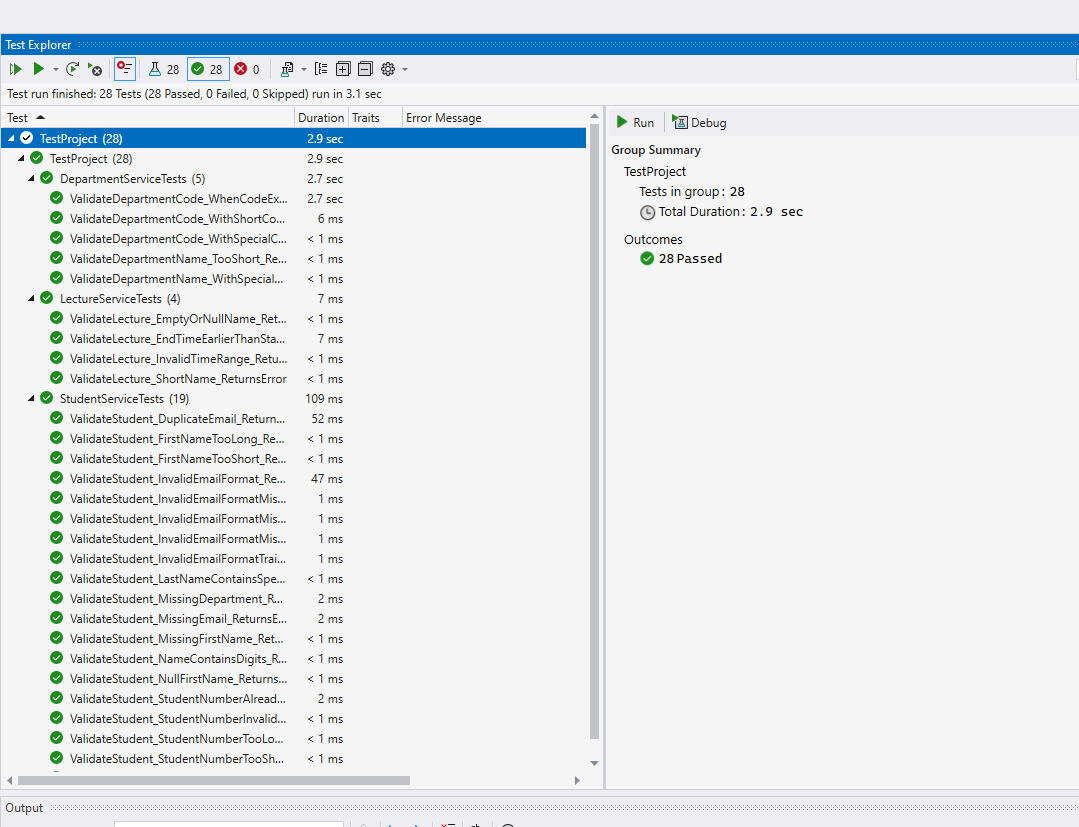 Test Explorer
28 28 0
Test run finished: 28 Tests (28 Passed, 0 Failed, 0 Skipped) run in 3.1 sec
Test Duration Traits Error Message
TestProject (28) 2.9 sec
TestProject (28) 2.9 sec
DepartmentServiceTests (5) 2.7 sec
ValidateDepartmentCode_WhenCodeEx... 2.7 sec
ValidateDepartmentCode_WithShortCo... 6 ms
ValidateDepartmentCode_WithSpecialC... < 1 ms
ValidateDepartmentName_TooShort_Re... < 1 ms
ValidateDepartmentName_WithSpecial... < 1 ms
LectureServiceTests (4) 7 ms
ValidateLecture_EmptyOrNullName_Ret... < 1 ms
ValidateLecture_EndTimeEarlierThanSta... 7 ms
ValidateLecture_InvalidTimeRange_Retu... < 1 ms
ValidateLecture_ShortName_ReturnsError < 1 ms
StudentServiceTests (19) 109 ms
ValidateStudent_DuplicateEmail_Return... 52 ms
ValidateStudent_FirstNameTooLong_Re... < 1 ms
ValidateStudent_FirstNameTooShort_Re... < 1 ms
ValidateStudent_InvalidEmailFormat_Re... 47 ms
ValidateStudent_InvalidEmailFormatMis... 1 ms
ValidateStudent_InvalidEmailFormatMis... 1 ms
ValidateStudent_InvalidEmailFormatMis... 1 ms
ValidateStudent_InvalidEmailFormatTrai... 1 ms
ValidateStudent_LastNameContainsSpe... < 1 ms
ValidateStudent_MissingDepartment_R... 2 ms
ValidateStudent_MissingEmail_ReturnsE... 2 ms
ValidateStudent_MissingFirstName_Ret... < 1 ms
ValidateStudent_NameContainsDigits_R... < 1 ms
ValidateStudent_NullFirstName_Returns... < 1 ms
ValidateStudent_StudentNumberAlread... 2 ms
ValidateStudent_StudentNumberInvalid... < 1 ms
ValidateStudent_StudentNumberTooLo... < 1 ms
ValidateStudent_StudentNumberTooSh... < 1 ms
Run Debug
Group Summary
TestProject
Tests in group: 28
Total Duration: 2.9 sec
Outcomes
28 Passed
Output